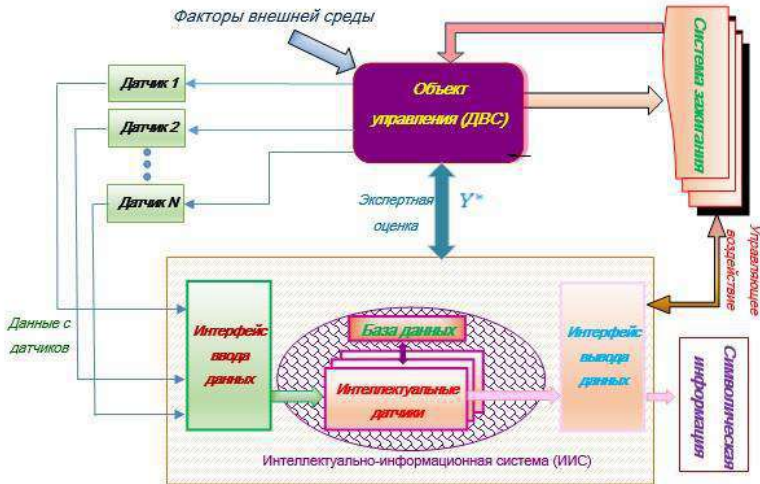 Факторы внешней среды
Датчик 1
Датчик 2
Датчик N
Объект
управления (ДВС)
Система зажигания
Экспертная
оценка
Y*
Управляющее
воздействие
Данные с
датчиков
Интерфейс
ввода
данных
База данных
Интеллектуальные
датчики
Интерфейс
вывода
данных
Символическая
информация
Интеллектуально-информационная система (ИИС)